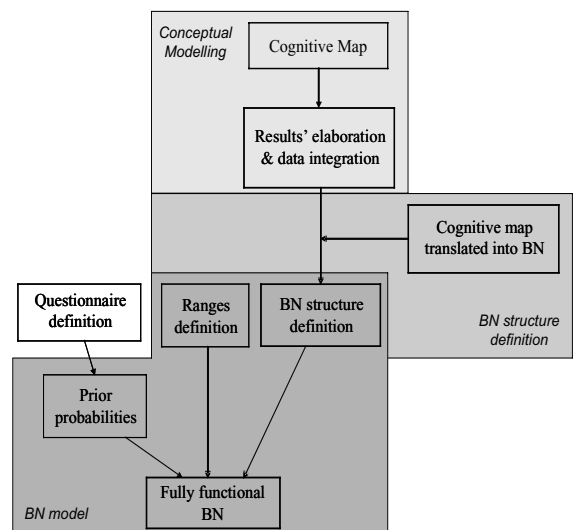 Conceptual
Modelling
Cognitive Map
Results' elaboration
& data integration
Cognitive map
translated into BN
Questionnaire
definition
Ranges
definition
BN structure
definition
BN structure
definition
Prior
probabilities
Fully functional
BN
BN model